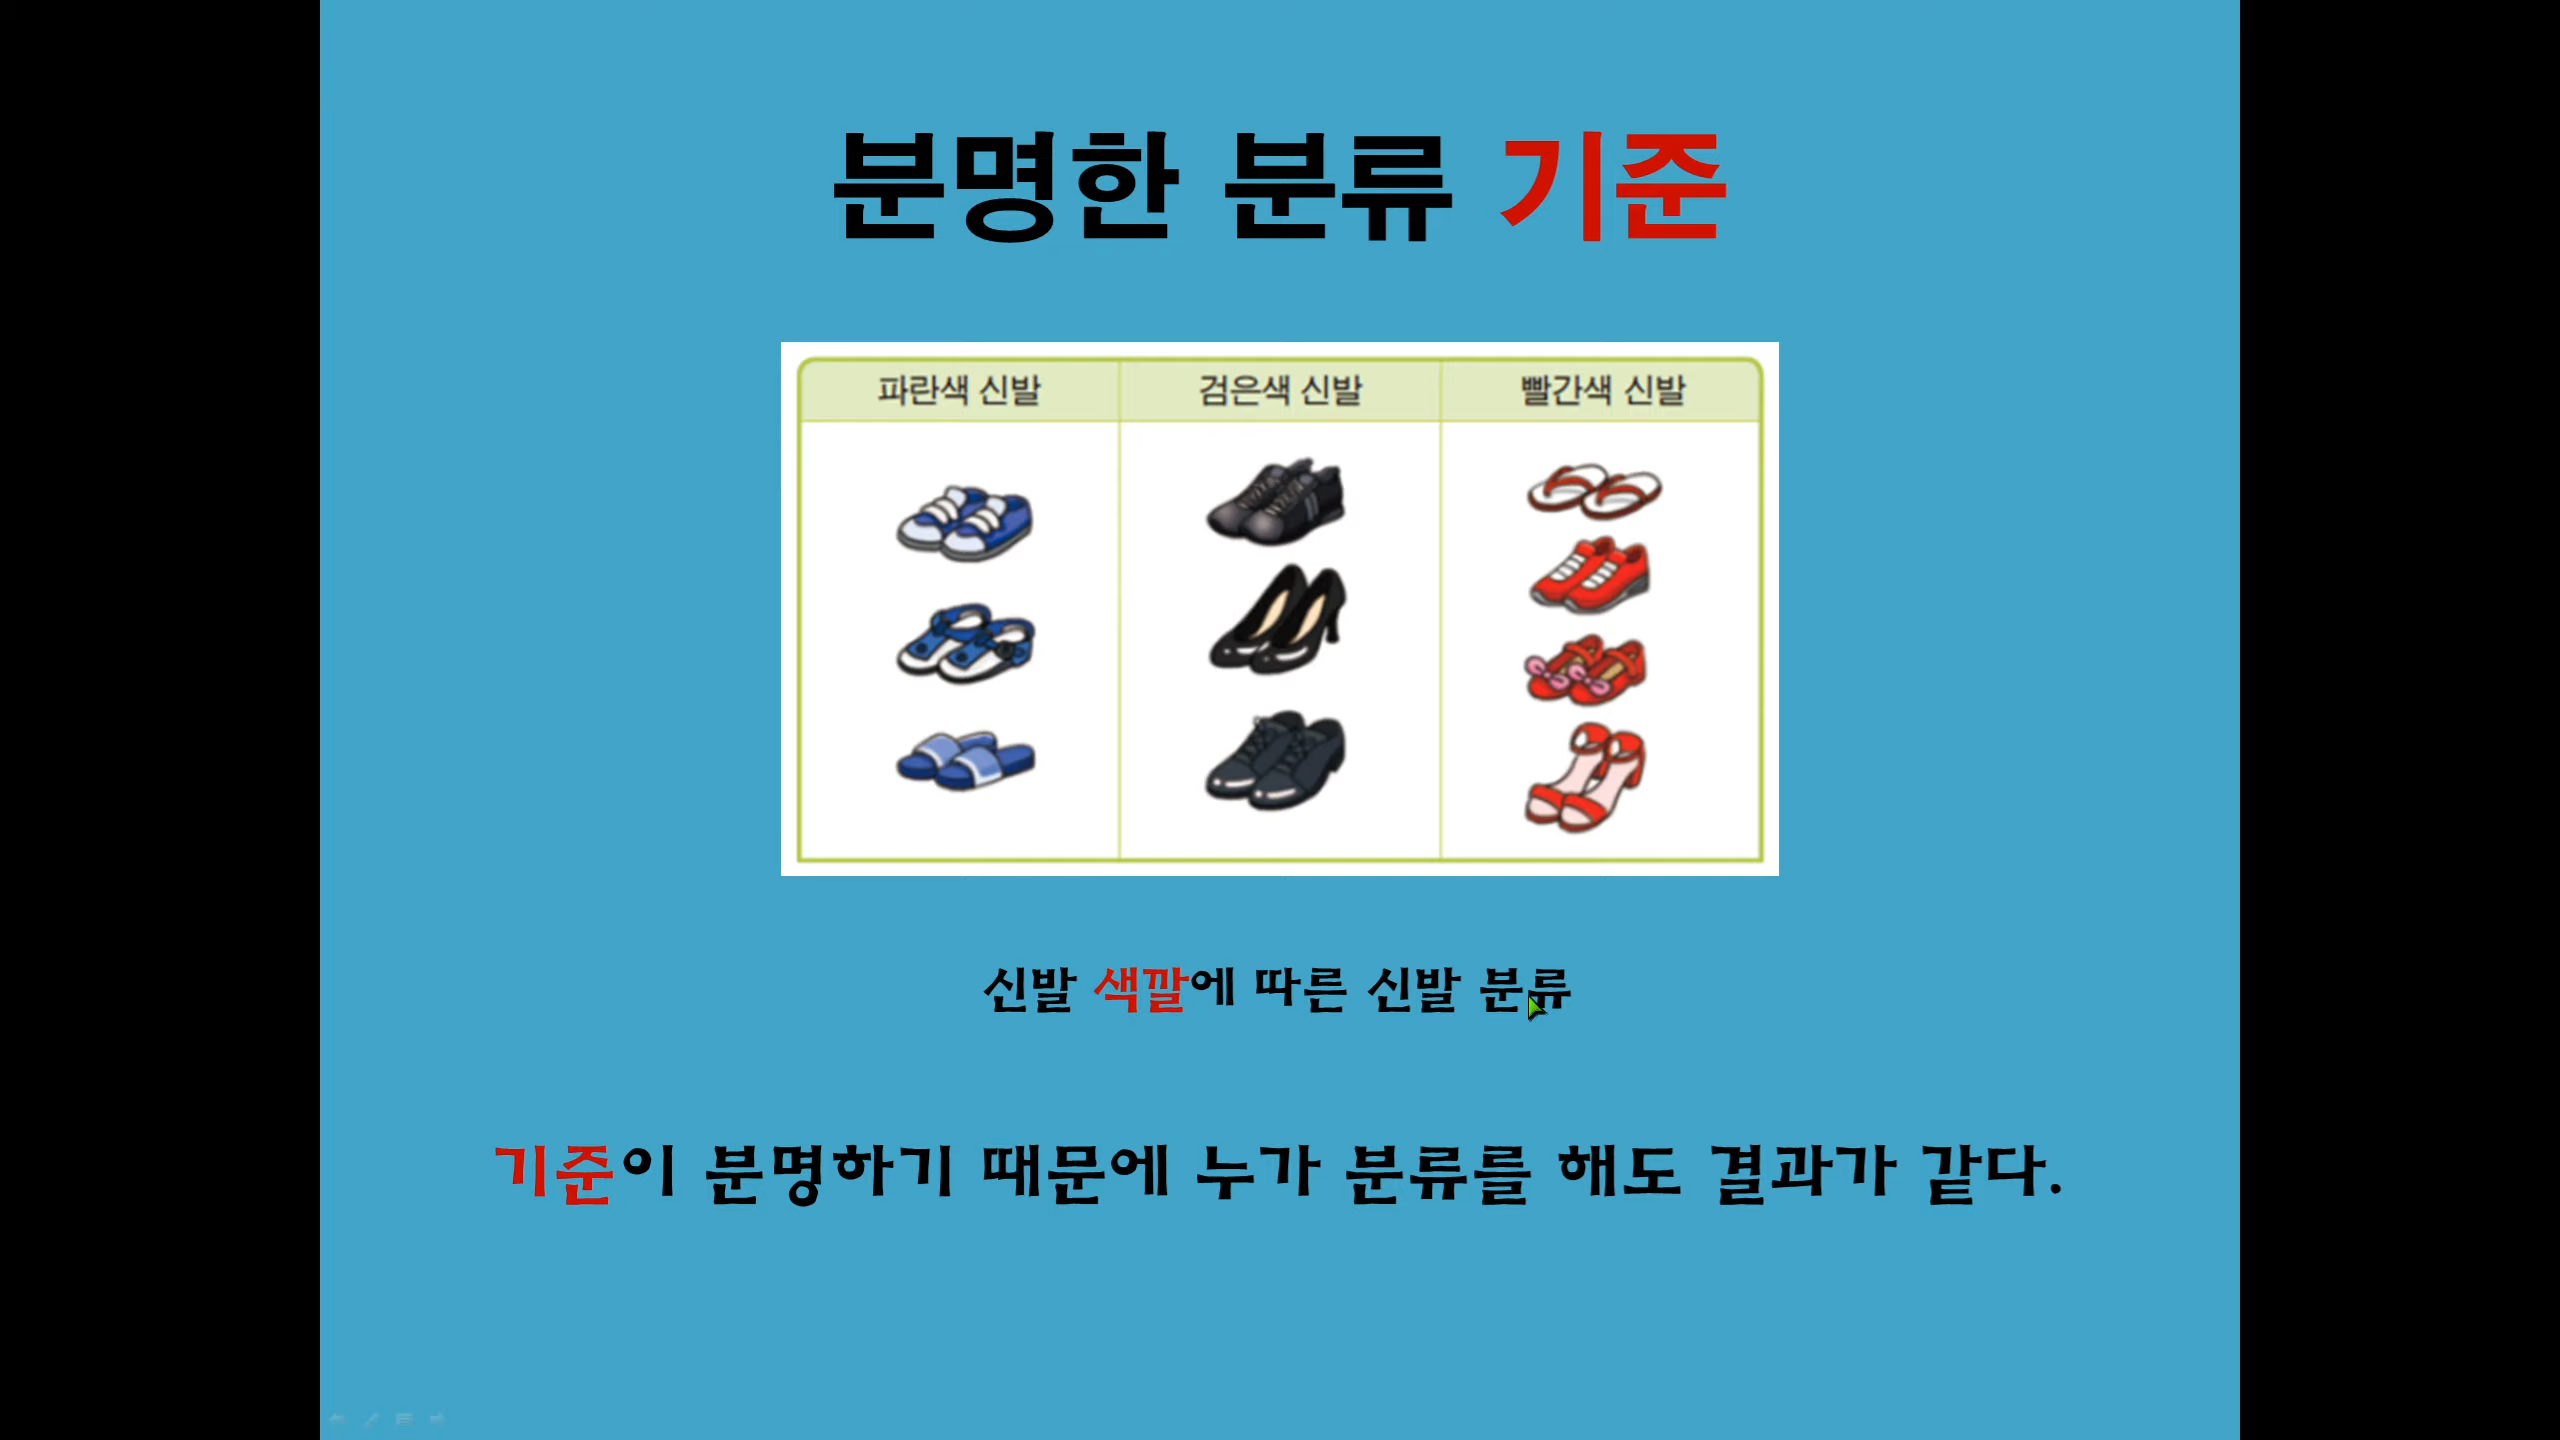 분명한 분류 기준
파란색 신발 검은색 신발 빨간색 신발
신발 색깔에 따른 신발 분류
기준이 분명하기 때문에 누가 분류를 해도 결과가 같다.